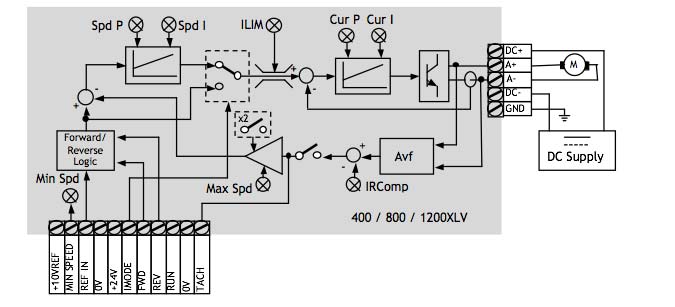 Spd P
Spd I
ILIM
Cur P
Cur I
DC+
A+
A-
DC-
GND
M
+
-
+
-
x2
Forward/
Reverse
Logic
Min Spd
Max Spd
+
-
Avf
IRComp
DC Supply
400 / 800 / 1200XLV
+10VREF
MIN SPEED
REF IN
0V
+24V
IMODE
FWD
REV
RUN
0V
TACH